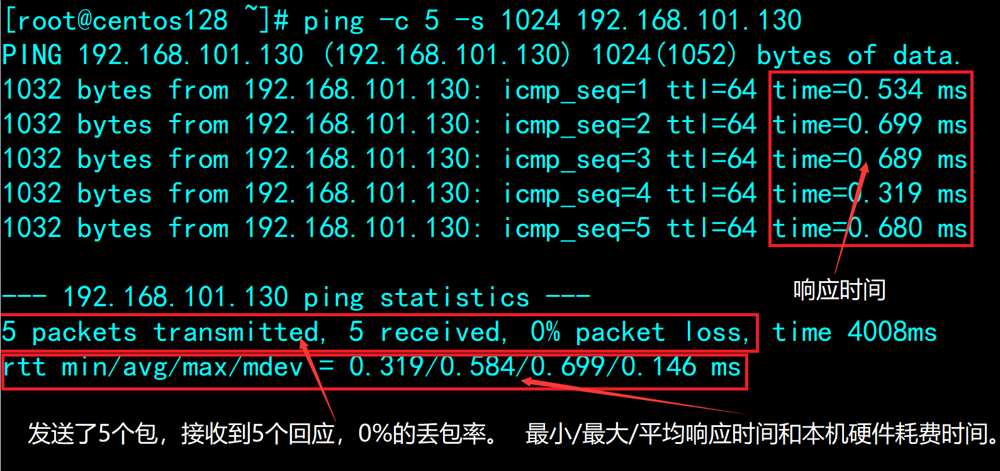 [root@centos128 ~]# ping -c 5 -s 1024 192.168.101.130
PING 192.168.101.130 (192.168.101.130) 1024(1052) bytes of data.
1032 bytes from 192.168.101.130: icmp_seq=1 ttl=64 time=0.534 ms
1032 bytes from 192.168.101.130: icmp_seq=2 ttl=64 time=0.699 ms
1032 bytes from 192.168.101.130: icmp_seq=3 ttl=64 time=0.689 ms
1032 bytes from 192.168.101.130: icmp_seq=4 ttl=64 time=0.319 ms
1032 bytes from 192.168.101.130: icmp_seq=5 ttl=64 time=0.680 ms
响应时间
--- 192.168.101.130 ping statistics ---
5 packets transmitted, 5 received, 0% packet loss, time 4008ms
rtt min/avg/max/mdev = 0.319/0.584/0.699/0.146 ms
发送了5个包，接收到5个回应，0%的丢包率。
最小/最大/平均响应时间和本机硬件耗费时间。